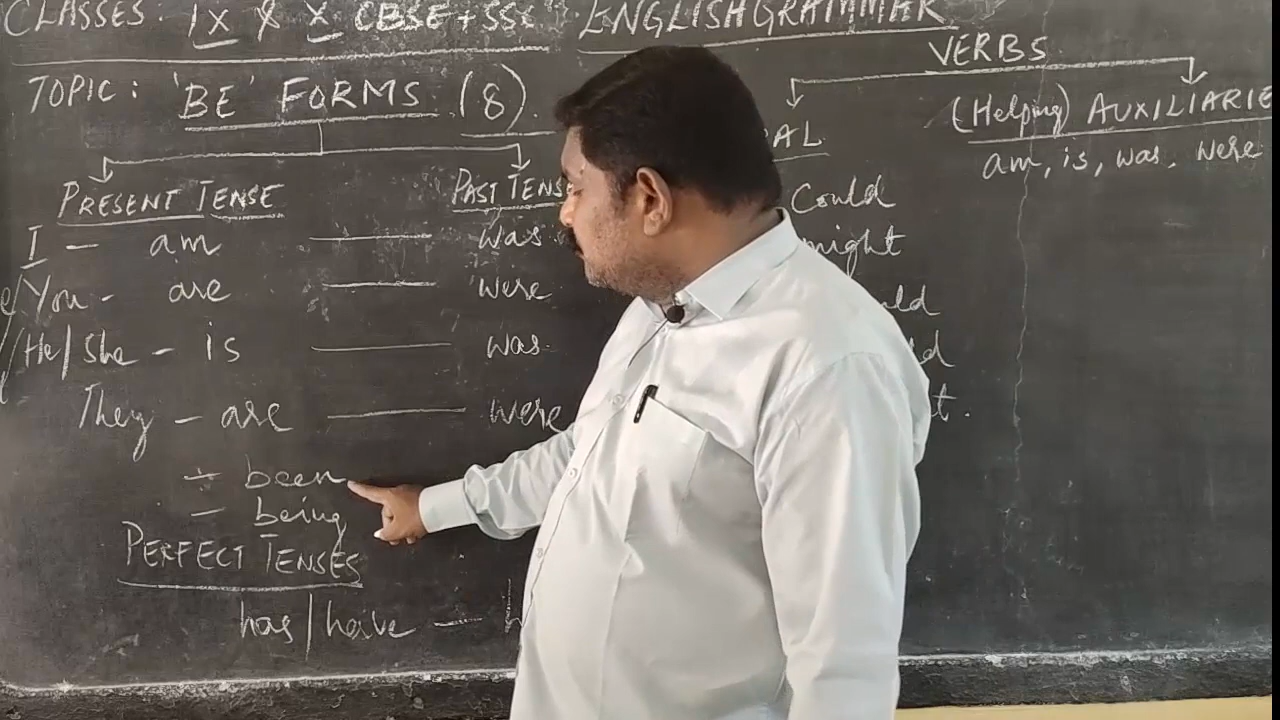 CLASSES: IX & X CBSE+SSC ENGLISH GRAMMAR
VERBS
TOPIC: 'BE' FORMS (8).
(Helping) AUXILIARIE
am, is, was, were
PRESENT TENSE PAST TENS
Could
I - am was
might
You - are were
He/She - is was
They - are were
+ been
- being
PERFECT TENSES
has/have